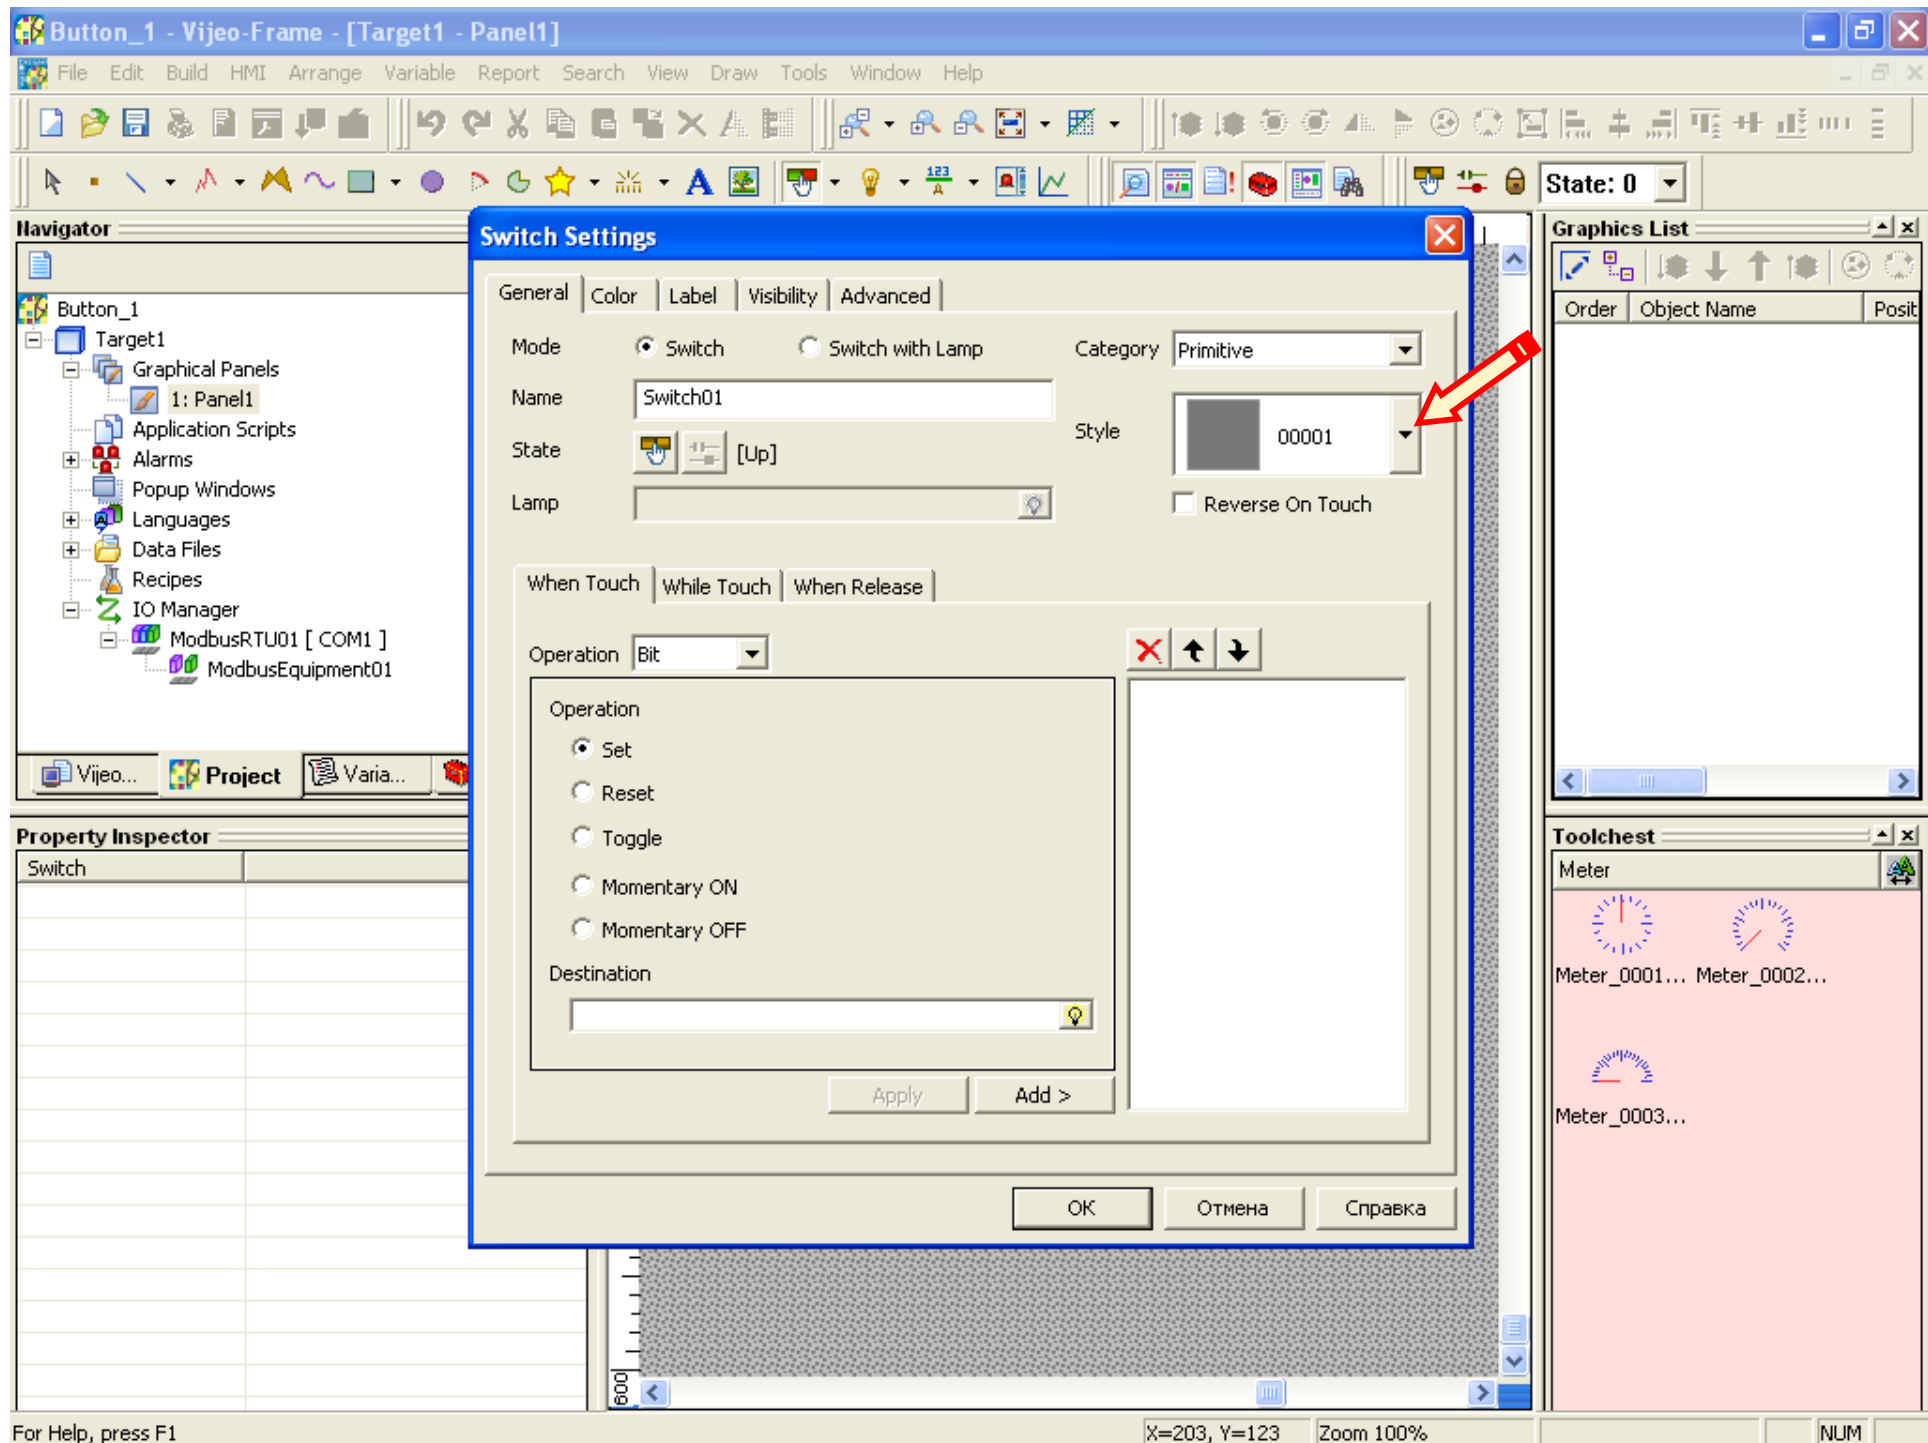 Button_1 - Vijeo-Frame - [Target1 - Panel1]
File Edit Build HMI Arrange Variable Report Search View Draw Tools Window Help
State: 0
Navigator
Button_1
Target1
Graphical Panels
1: Panel1
Application Scripts
Alarms
Popup Windows
Languages
Data Files
Recipes
IO Manager
ModbusRTU01 [ COM1 ]
ModbusEquipment01
Vijeo... Project Varia...
Property Inspector
Switch
Switch Settings
General Color Label Visibility Advanced
Mode Switch Switch with Lamp Category Primitive
Name Switch01
Style 00001
State [Up]
Lamp
Reverse On Touch
When Touch While Touch When Release
Operation Bit
Operation
Set
Reset
Toggle
Momentary ON
Momentary OFF
Destination
Apply Add >
OK Отмена Справка
Graphics List
Order Object Name Posit
Toolchest
Meter
Meter_0001... Meter_0002...
Meter_0003...
600
For Help, press F1 X=203, Y=123 Zoom 100% NUM